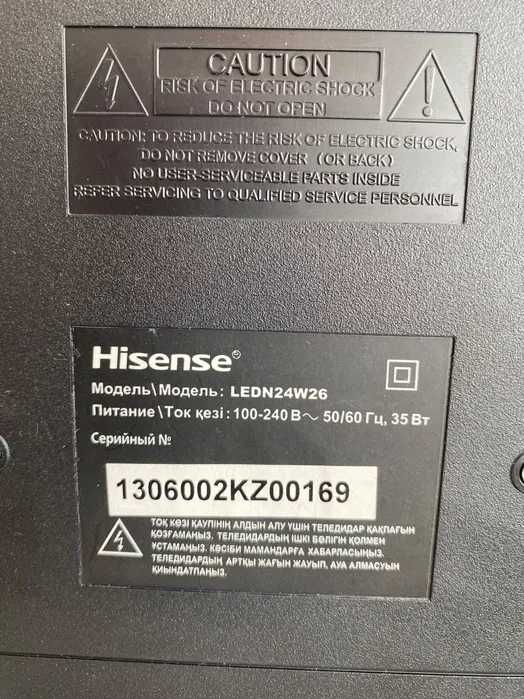 CAUTION
RISK OF ELECTRIC SHOCK
DO NOT OPEN
CAUTION: TO REDUCE THE RISK OF ELECTRIC SHOCK,
DO NOT REMOVE COVER (OR BACK)
NO USER-SERVICEABLE PARTS INSIDE
REFER SERVICING TO QUALIFIED SERVICE PERSONNEL
Hisense®
Модель\Модель: LEDN24W26
Питание\Ток қезі: 100-240 В~ 50/60 Гц, 35 Вт
Серийный №
1306002KZ00169
ТОҚ КӨЗІ ҚАУПІНІҢ АЛДЫН АЛУ ҮШІН ТЕЛЕДИДАР ҚАҚПАҒЫН
ҚОЗҒАМАҢЫЗ. ТЕЛЕДИДАРДЫҢ ІШКІ БӨЛІГІН ҚОЛМЕН
ҰСТАМАҢЫЗ. КӘСІБИ МАМАНДАРҒА ХАБАРЛАСЫҢЫЗ.
ТЕЛЕДИДАРДЫҢ АРТҚЫ ЖАҒЫН ЖАУЫП, АУА АЛМАСУЫН
ҚИЫНДАТПАҢЫЗ.